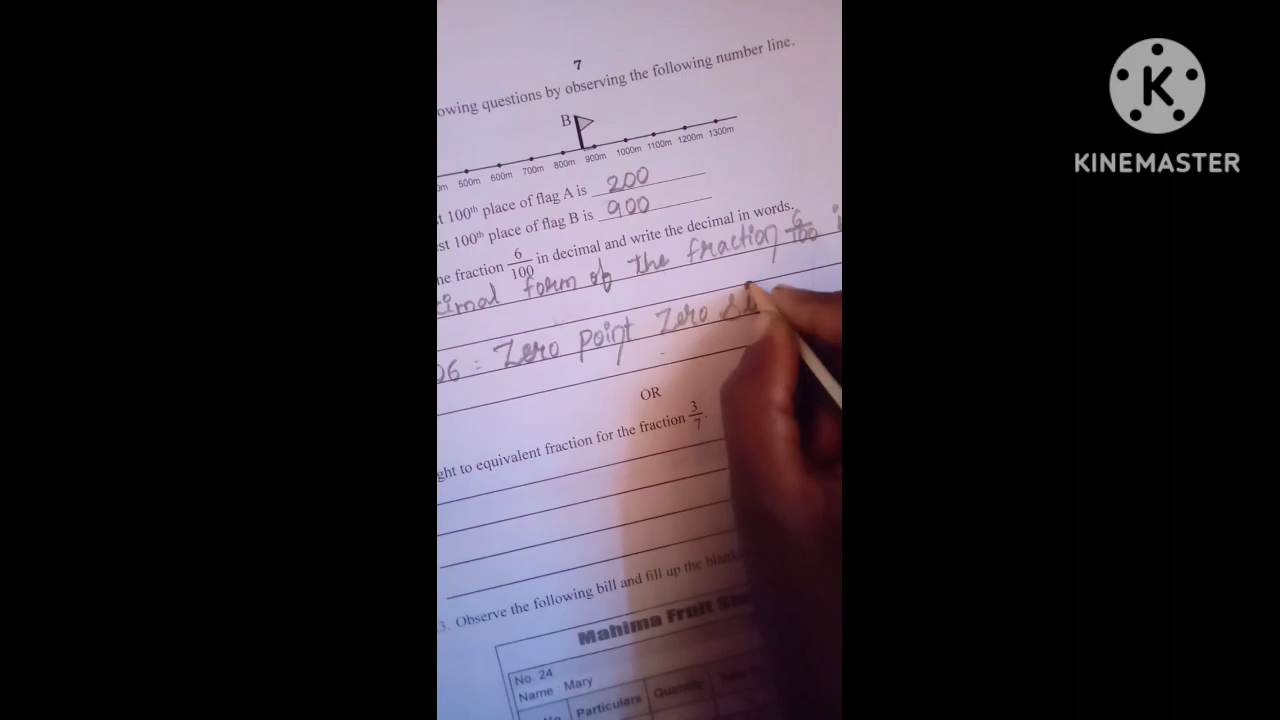 7
owing questions by observing the following number line.
B
500m 600m 700m 800m 900m 1000m 1100m 1200m 1300m
t 100th place of flag A is 200
st 100th place of flag B is 900
he fraction 6/100 in decimal and write the decimal in words.
cimal form of the fraction 6/100 i
06 = Zero point Zero si
OR
ght to equivalent fraction for the fraction 3/7.
3. Observe the following bill and fill up the blank
Mahima Fruit
No. 24
Name Mary
No Particulars Quantity
K
KINEMASTER